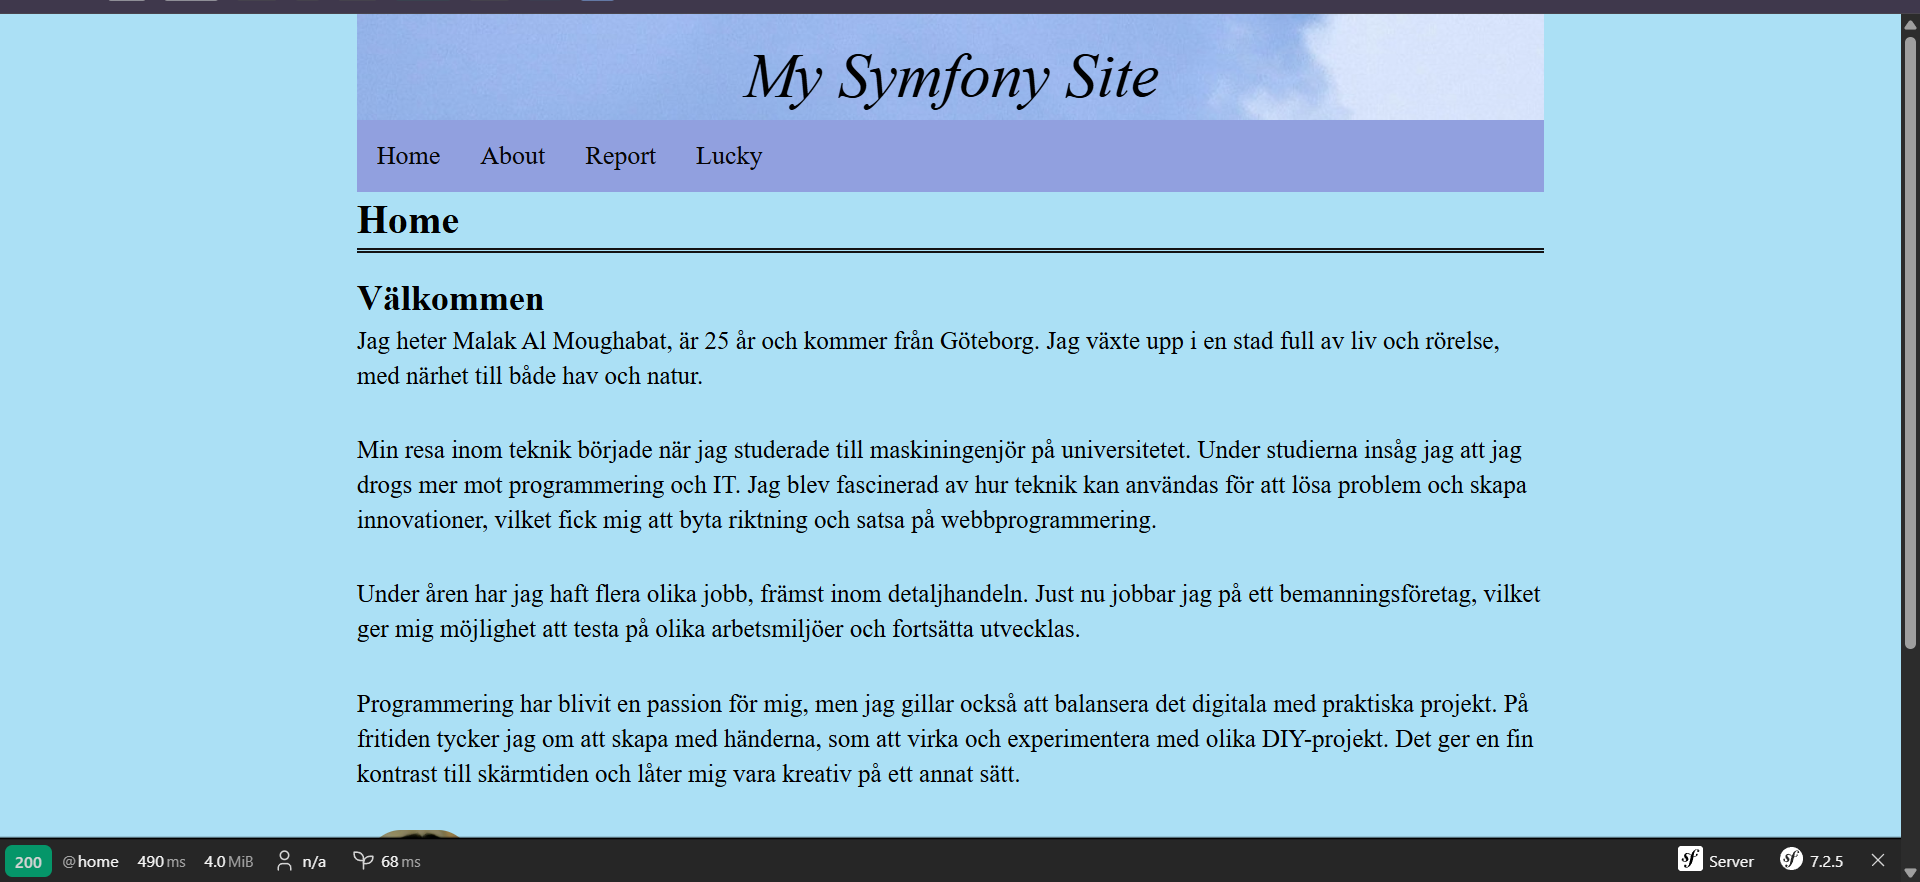 My Symfony Site
Home About Report Lucky
Home
Välkommen
Jag heter Malak Al Moughabat, är 25 år och kommer från Göteborg. Jag växte upp i en stad full av liv och rörelse,
med närhet till både hav och natur.
Min resa inom teknik började när jag studerade till maskiningenjör på universitetet. Under studierna insåg jag att jag
drogs mer mot programmering och IT. Jag blev fascinerad av hur teknik kan användas för att lösa problem och skapa
innovationer, vilket fick mig att byta riktning och satsa på webbprogrammering.
Under åren har jag haft flera olika jobb, främst inom detaljhandeln. Just nu jobbar jag på ett bemanningsföretag, vilket
ger mig möjlighet att testa på olika arbetsmiljöer och fortsätta utvecklas.
Programmering har blivit en passion för mig, men jag gillar också att balansera det digitala med praktiska projekt. På
fritiden tycker jag om att skapa med händerna, som att virka och experimentera med olika DIY-projekt. Det ger en fin
kontrast till skärmtiden och låter mig vara kreativ på ett annat sätt.
200 @home 490 ms 4.0 MiB n/a 68 ms sf Server sf 7.2.5